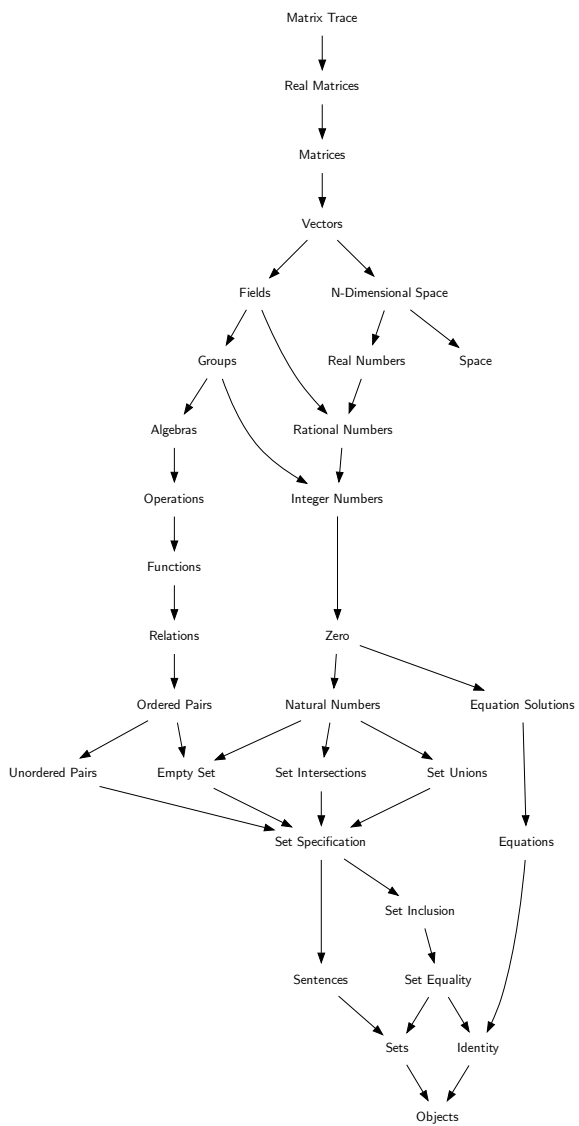 Matrix Trace
Real Matrices
Matrices
Vectors
Fields
N-Dimensional Space
Groups
Real Numbers
Space
Algebras
Rational Numbers
Operations
Integer Numbers
Functions
Relations
Zero
Ordered Pairs
Natural Numbers
Equation Solutions
Unordered Pairs
Empty Set
Set Intersections
Set Unions
Set Specification
Equations
Set Inclusion
Sentences
Set Equality
Sets
Identity
Objects